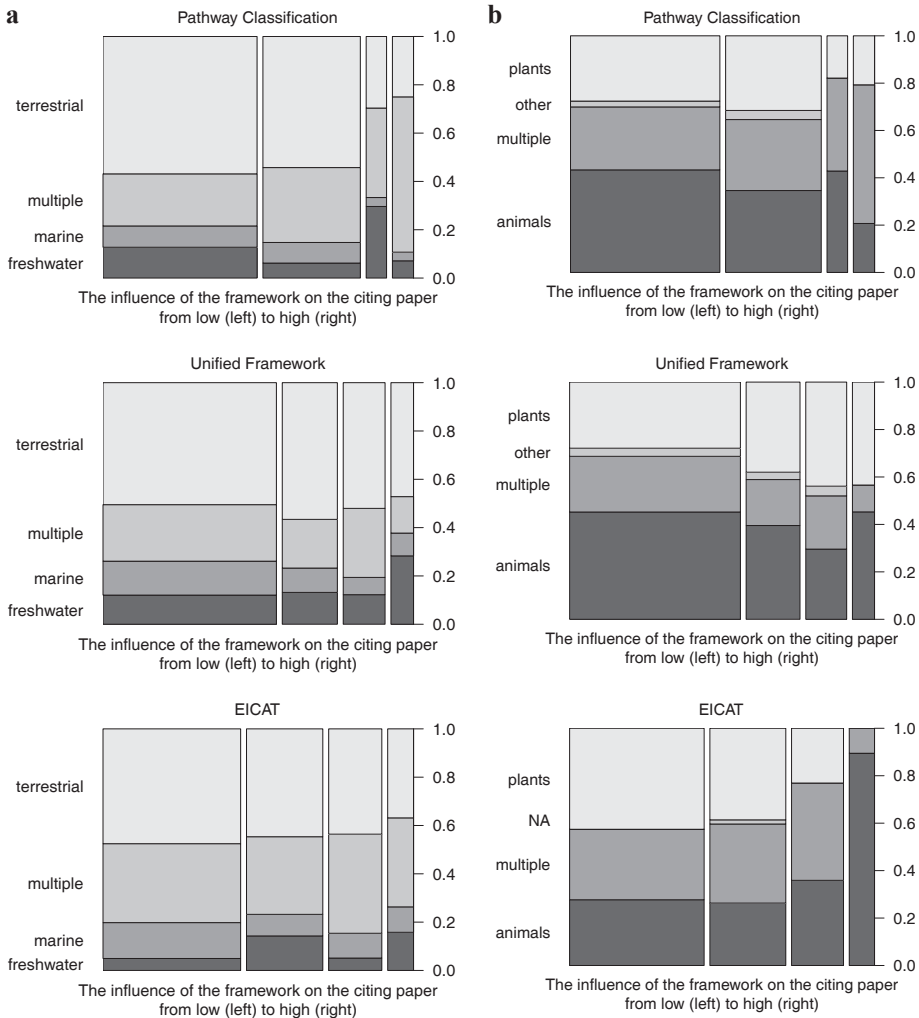 a
Pathway Classification
terrestrial
multiple
marine
freshwater
1.0
0.8
0.6
0.4
0.2
0.0
The influence of the framework on the citing paper
from low (left) to high (right)
Unified Framework
terrestrial
multiple
marine
freshwater
1.0
0.8
0.6
0.4
0.2
0.0
The influence of the framework on the citing paper
from low (left) to high (right)
EICAT
terrestrial
multiple
marine
freshwater
1.0
0.8
0.6
0.4
0.2
0.0
The influence of the framework on the citing paper
from low (left) to high (right)
b
Pathway Classification
plants
other
multiple
animals
1.0
0.8
0.6
0.4
0.2
0.0
The influence of the framework on the citing paper
from low (left) to high (right)
Unified Framework
plants
other
multiple
animals
1.0
0.8
0.6
0.4
0.2
0.0
The influence of the framework on the citing paper
from low (left) to high (right)
EICAT
plants
NA
multiple
animals
1.0
0.8
0.6
0.4
0.2
0.0
The influence of the framework on the citing paper
from low (left) to high (right)